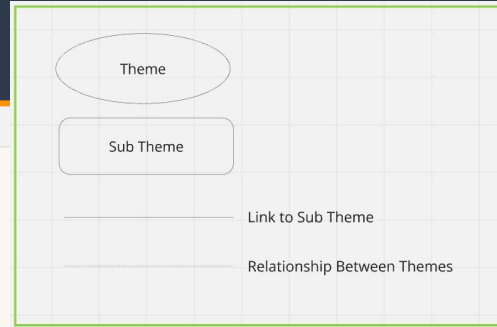 Theme
Sub Theme
Link to Sub Theme
Relationship Between Themes